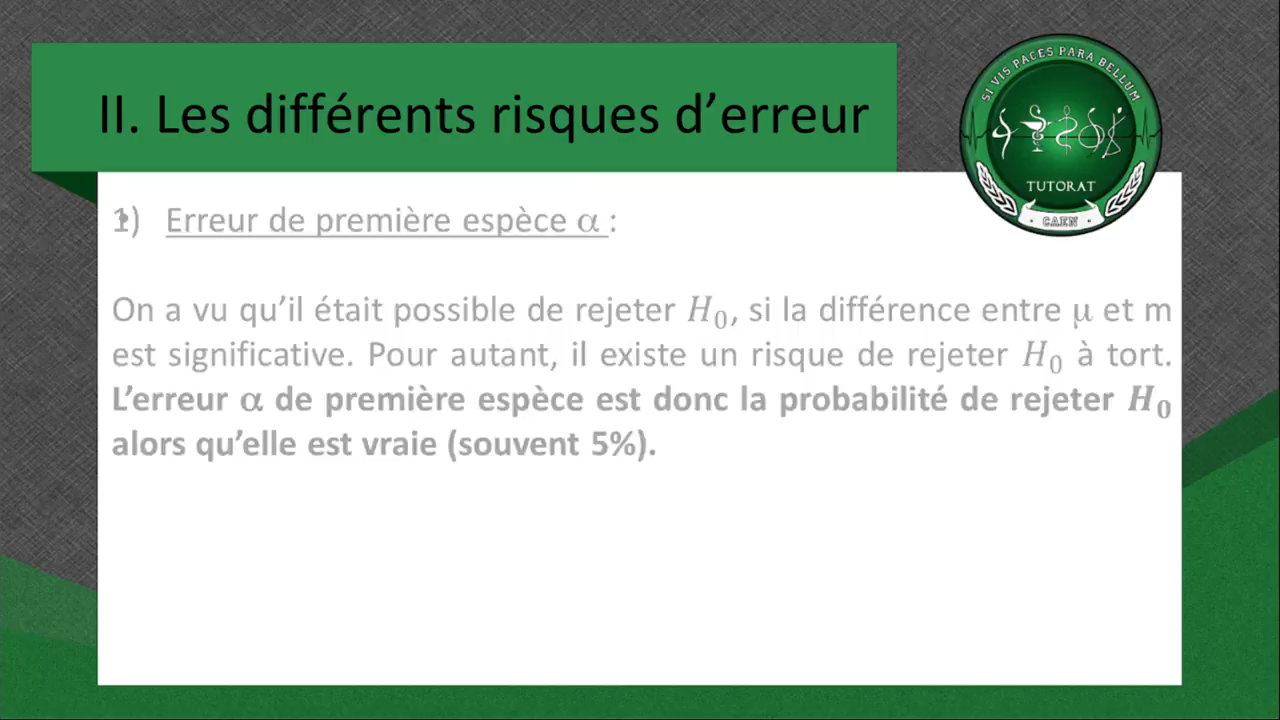 II. Les différents risques d’erreur
SI VIS PACES PARA BELLUM
TUTORAT
· CAEN ·
1) Erreur de première espèce α :
On a vu qu’il était possible de rejeter H₀, si la différence entre µ et m
est significative. Pour autant, il existe un risque de rejeter H₀ à tort.
L’erreur α de première espèce est donc la probabilité de rejeter H₀
alors qu’elle est vraie (souvent 5%).